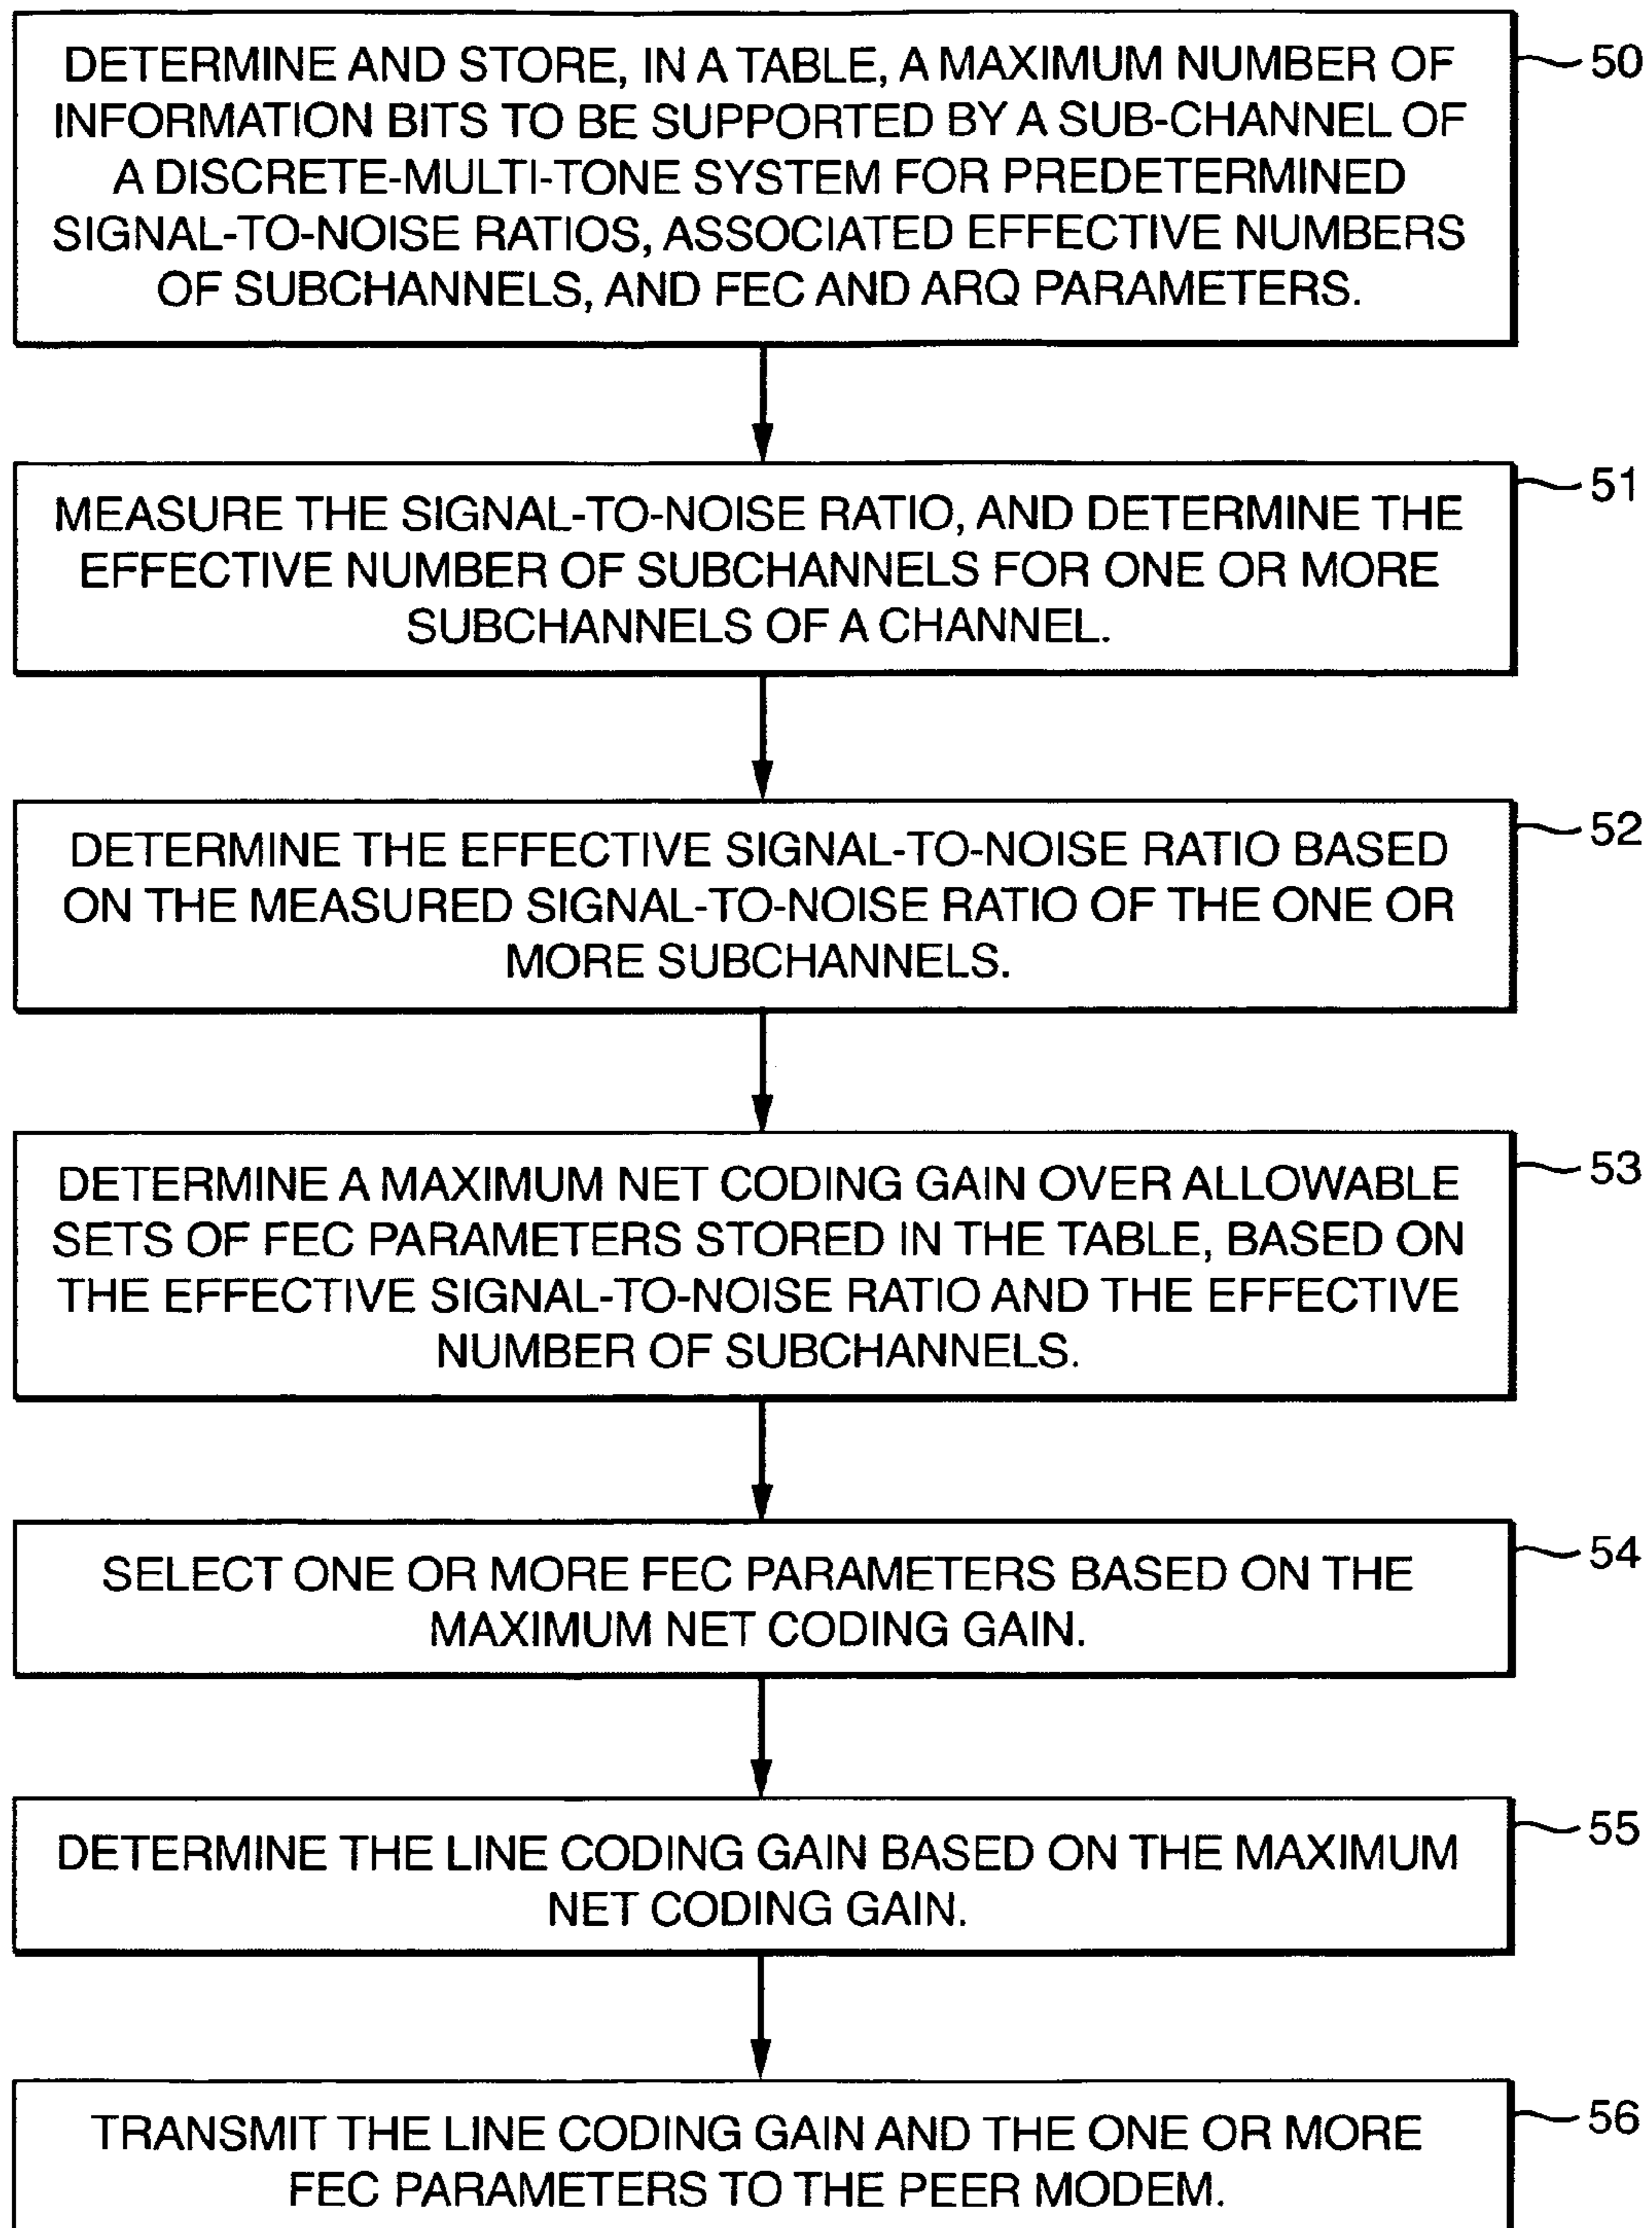 DETERMINE AND STORE, IN A TABLE, A MAXIMUM NUMBER OF
INFORMATION BITS TO BE SUPPORTED BY A SUB-CHANNEL OF
A DISCRETE-MULTI-TONE SYSTEM FOR PREDETERMINED
SIGNAL-TO-NOISE RATIOS, ASSOCIATED EFFECTIVE NUMBERS
OF SUBCHANNELS, AND FEC AND ARQ PARAMETERS.
50
MEASURE THE SIGNAL-TO-NOISE RATIO, AND DETERMINE THE
EFFECTIVE NUMBER OF SUBCHANNELS FOR ONE OR MORE
SUBCHANNELS OF A CHANNEL.
51
DETERMINE THE EFFECTIVE SIGNAL-TO-NOISE RATIO BASED
ON THE MEASURED SIGNAL-TO-NOISE RATIO OF THE ONE OR
MORE SUBCHANNELS.
52
DETERMINE A MAXIMUM NET CODING GAIN OVER ALLOWABLE
SETS OF FEC PARAMETERS STORED IN THE TABLE, BASED ON
THE EFFECTIVE SIGNAL-TO-NOISE RATIO AND THE EFFECTIVE
NUMBER OF SUBCHANNELS.
53
SELECT ONE OR MORE FEC PARAMETERS BASED ON THE
MAXIMUM NET CODING GAIN.
54
DETERMINE THE LINE CODING GAIN BASED ON THE MAXIMUM
NET CODING GAIN.
55
TRANSMIT THE LINE CODING GAIN AND THE ONE OR MORE
FEC PARAMETERS TO THE PEER MODEM.
56